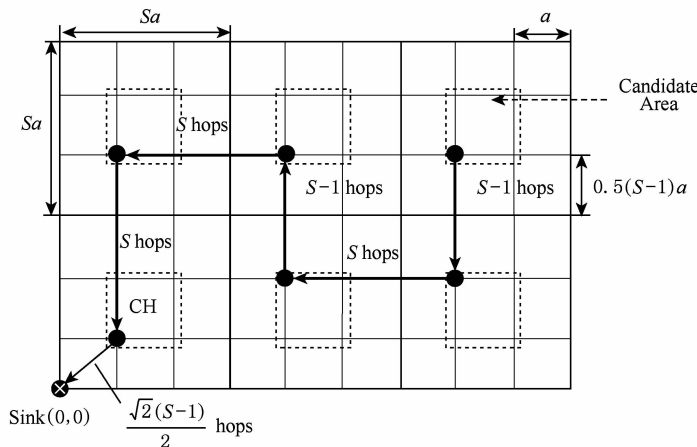 Sa
a
Sa
Candidate
Area
S hops
S−1 hops
S−1 hops
0.5(S−1)a
S hops
S hops
CH
Sink(0,0)
√2(S−1)
2
hops